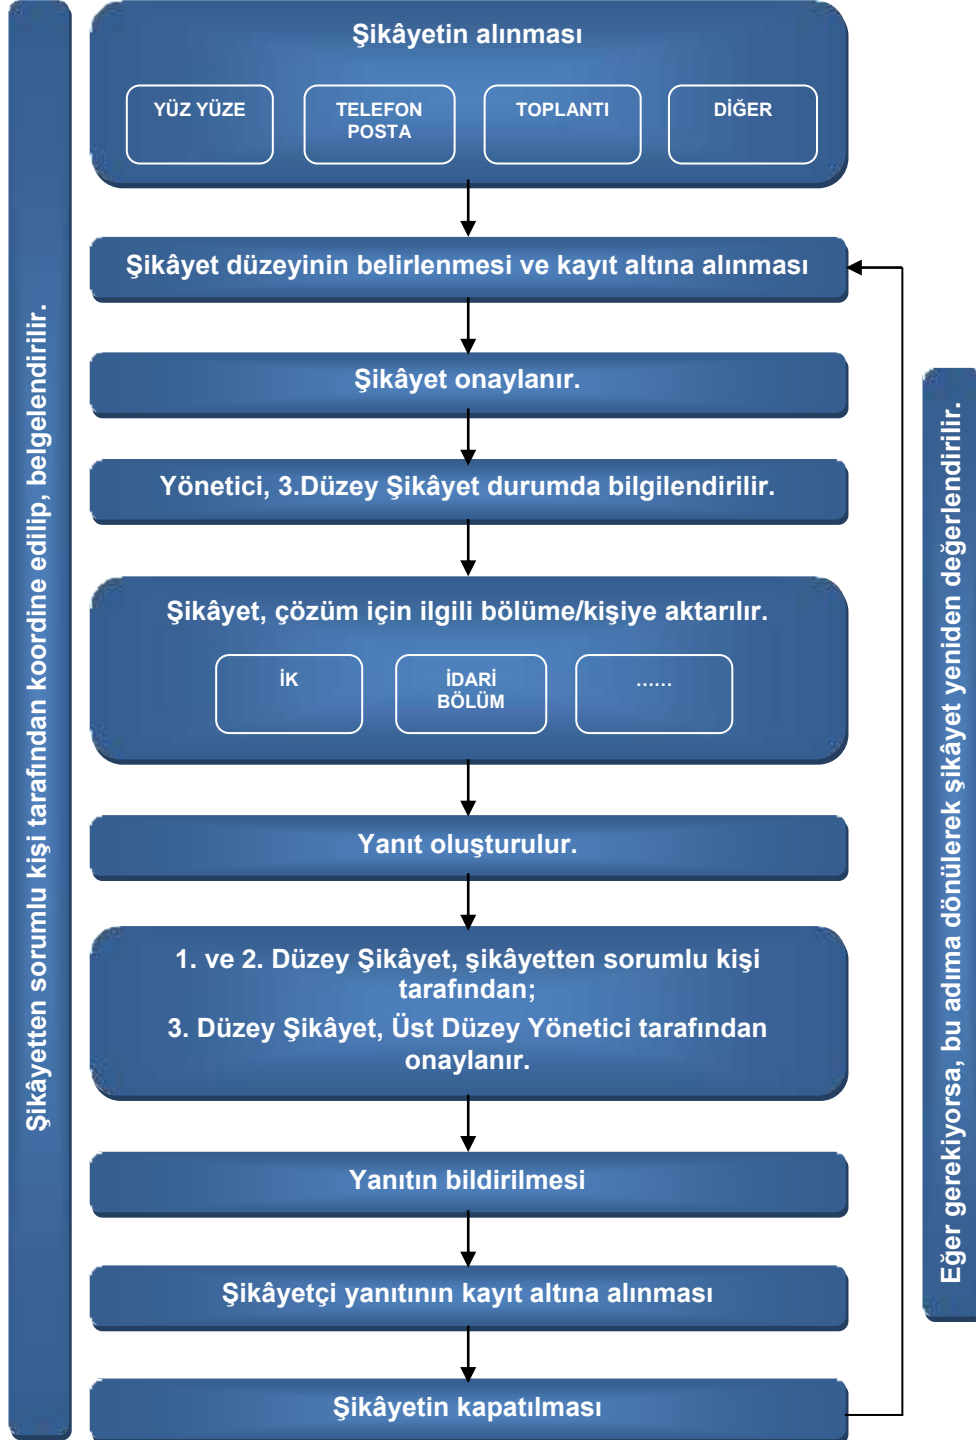 Şikâyetten sorumlu kişi tarafından koordine edilip, belgelendirilir.
Şikâyetin alınması
YÜZ YÜZE
TELEFON
POSTA
TOPLANTI
DİĞER
Şikâyet düzeyinin belirlenmesi ve kayıt altına alınması
Şikâyet onaylanır.
Yönetici, 3.Düzey Şikâyet durumda bilgilendirilir.
Şikâyet, çözüm için ilgili bölüme/kişiye aktarılır.
İK
İDARİ
BÖLÜM
......
Yanıt oluşturulur.
1. ve 2. Düzey Şikâyet, şikâyetten sorumlu kişi
tarafından;
3. Düzey Şikâyet, Üst Düzey Yönetici tarafından
onaylanır.
Yanıtın bildirilmesi
Şikâyetçi yanıtının kayıt altına alınması
Şikâyetin kapatılması
Eğer gerekiyorsa, bu adıma dönülerek şikâyet yeniden değerlendirilir.